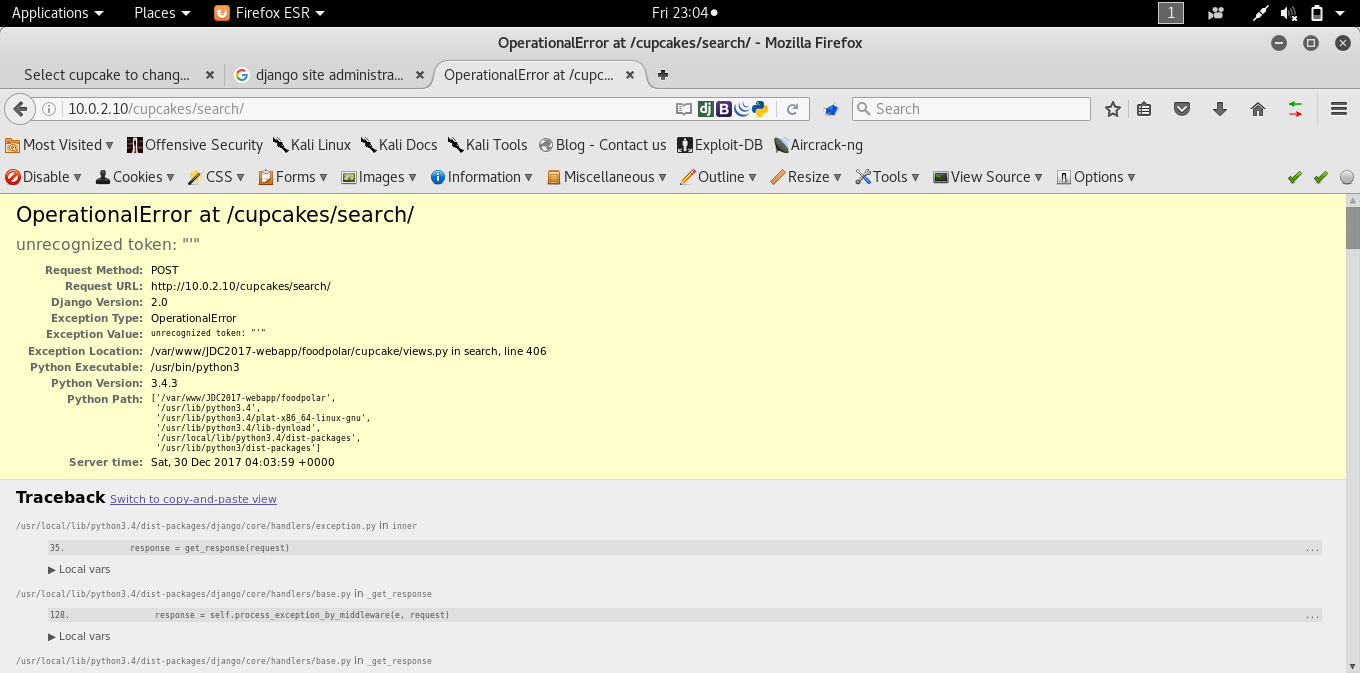 Applications Places Firefox ESR Fri 23:04 1
OperationalError at /cupcakes/search/ - Mozilla Firefox
Select cupcake to chang... django site administra... OperationalError at /cupc...
10.0.2.10/cupcakes/search/ Search
Most Visited Offensive Security Kali Linux Kali Docs Kali Tools Blog - Contact us Exploit-DB Aircrack-ng
Disable Cookies CSS Forms Images Information Miscellaneous Outline Resize Tools View Source Options
OperationalError at /cupcakes/search/
unrecognized token: "'"
Request Method: POST
Request URL: http://10.0.2.10/cupcakes/search/
Django Version: 2.0
Exception Type: OperationalError
Exception Value: unrecognized token: "'"
Exception Location: /var/www/JDC2017-webapp/foodpolar/cupcake/views.py in search, line 406
Python Executable: /usr/bin/python3
Python Version: 3.4.3
Python Path: ['/var/www/JDC2017-webapp/foodpolar',
'/usr/lib/python3.4',
'/usr/lib/python3.4/plat-x86_64-linux-gnu',
'/usr/lib/python3.4/lib-dynload',
'/usr/local/lib/python3.4/dist-packages',
'/usr/lib/python3/dist-packages']
Server time: Sat, 30 Dec 2017 04:03:59 +0000
Traceback Switch to copy-and-paste view
/usr/local/lib/python3.4/dist-packages/django/core/handlers/exception.py in inner
35. response = get_response(request) ...
▶ Local vars
/usr/local/lib/python3.4/dist-packages/django/core/handlers/base.py in _get_response
128. response = self.process_exception_by_middleware(e, request) ...
▶ Local vars
/usr/local/lib/python3.4/dist-packages/django/core/handlers/base.py in _get_response